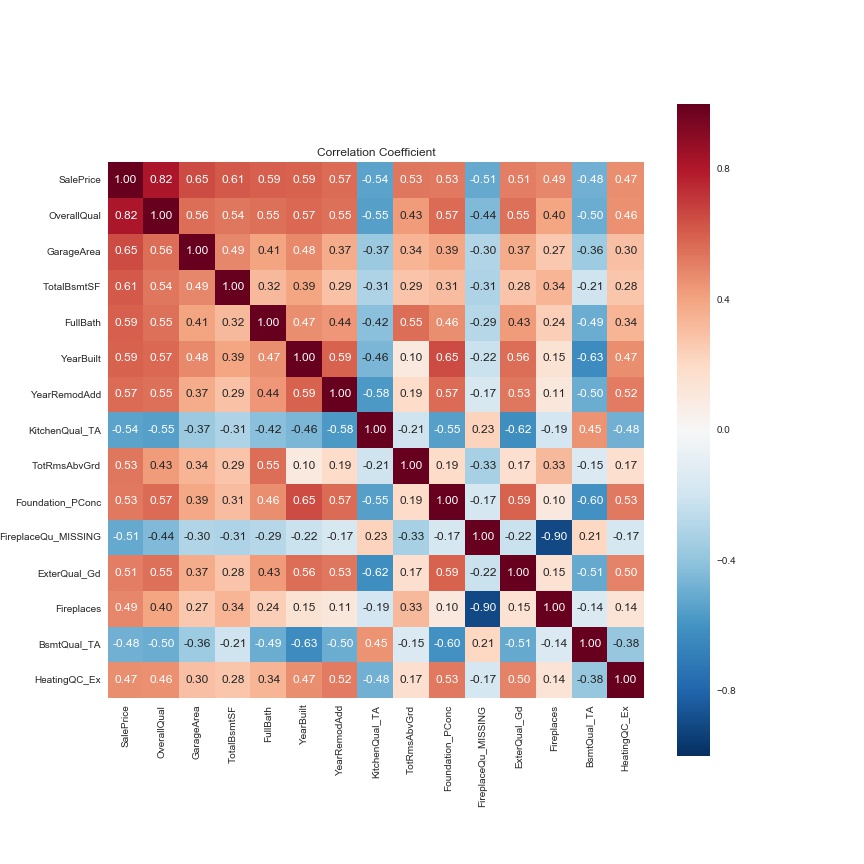 Correlation Coefficient
SalePrice 1.00 0.82 0.65 0.61 0.59 0.59 0.57 -0.54 0.53 0.53 -0.51 0.51 0.49 -0.48 0.47
OverallQual 0.82 1.00 0.56 0.54 0.55 0.57 0.55 -0.55 0.43 0.57 -0.44 0.55 0.40 -0.50 0.46
GarageArea 0.65 0.56 1.00 0.49 0.41 0.48 0.37 -0.37 0.34 0.39 -0.30 0.37 0.27 -0.36 0.30
TotalBsmtSF 0.61 0.54 0.49 1.00 0.32 0.39 0.29 -0.31 0.29 0.31 -0.31 0.28 0.34 -0.21 0.28
FullBath 0.59 0.55 0.41 0.32 1.00 0.47 0.44 -0.42 0.55 0.46 -0.29 0.43 0.24 -0.49 0.34
YearBuilt 0.59 0.57 0.48 0.39 0.47 1.00 0.59 -0.46 0.10 0.65 -0.22 0.56 0.15 -0.63 0.47
YearRemodAdd 0.57 0.55 0.37 0.29 0.44 0.59 1.00 -0.58 0.19 0.57 -0.17 0.53 0.11 -0.50 0.52
KitchenQual_TA -0.54 -0.55 -0.37 -0.31 -0.42 -0.46 -0.58 1.00 -0.21 -0.55 0.23 -0.62 -0.19 0.45 -0.48
TotRmsAbvGrd 0.53 0.43 0.34 0.29 0.55 0.10 0.19 -0.21 1.00 0.19 -0.33 0.17 0.33 -0.15 0.17
Foundation_PConc 0.53 0.57 0.39 0.31 0.46 0.65 0.57 -0.55 0.19 1.00 -0.17 0.59 0.10 -0.60 0.53
FireplaceQu_MISSING -0.51 -0.44 -0.30 -0.31 -0.29 -0.22 -0.17 0.23 -0.33 -0.17 1.00 -0.22 -0.90 0.21 -0.17
ExterQual_Gd 0.51 0.55 0.37 0.28 0.43 0.56 0.53 -0.62 0.17 0.59 -0.22 1.00 0.15 -0.51 0.50
Fireplaces 0.49 0.40 0.27 0.34 0.24 0.15 0.11 -0.19 0.33 0.10 -0.90 0.15 1.00 -0.14 0.14
BsmtQual_TA -0.48 -0.50 -0.36 -0.21 -0.49 -0.63 -0.50 0.45 -0.15 -0.60 0.21 -0.51 -0.14 1.00 -0.38
HeatingQC_Ex 0.47 0.46 0.30 0.28 0.34 0.47 0.52 -0.48 0.17 0.53 -0.17 0.50 0.14 -0.38 1.00
SalePrice
OverallQual
GarageArea
TotalBsmtSF
FullBath
YearBuilt
YearRemodAdd
KitchenQual_TA
TotRmsAbvGrd
Foundation_PConc
FireplaceQu_MISSING
ExterQual_Gd
Fireplaces
BsmtQual_TA
HeatingQC_Ex
0.8
0.4
0.0
−0.4
−0.8